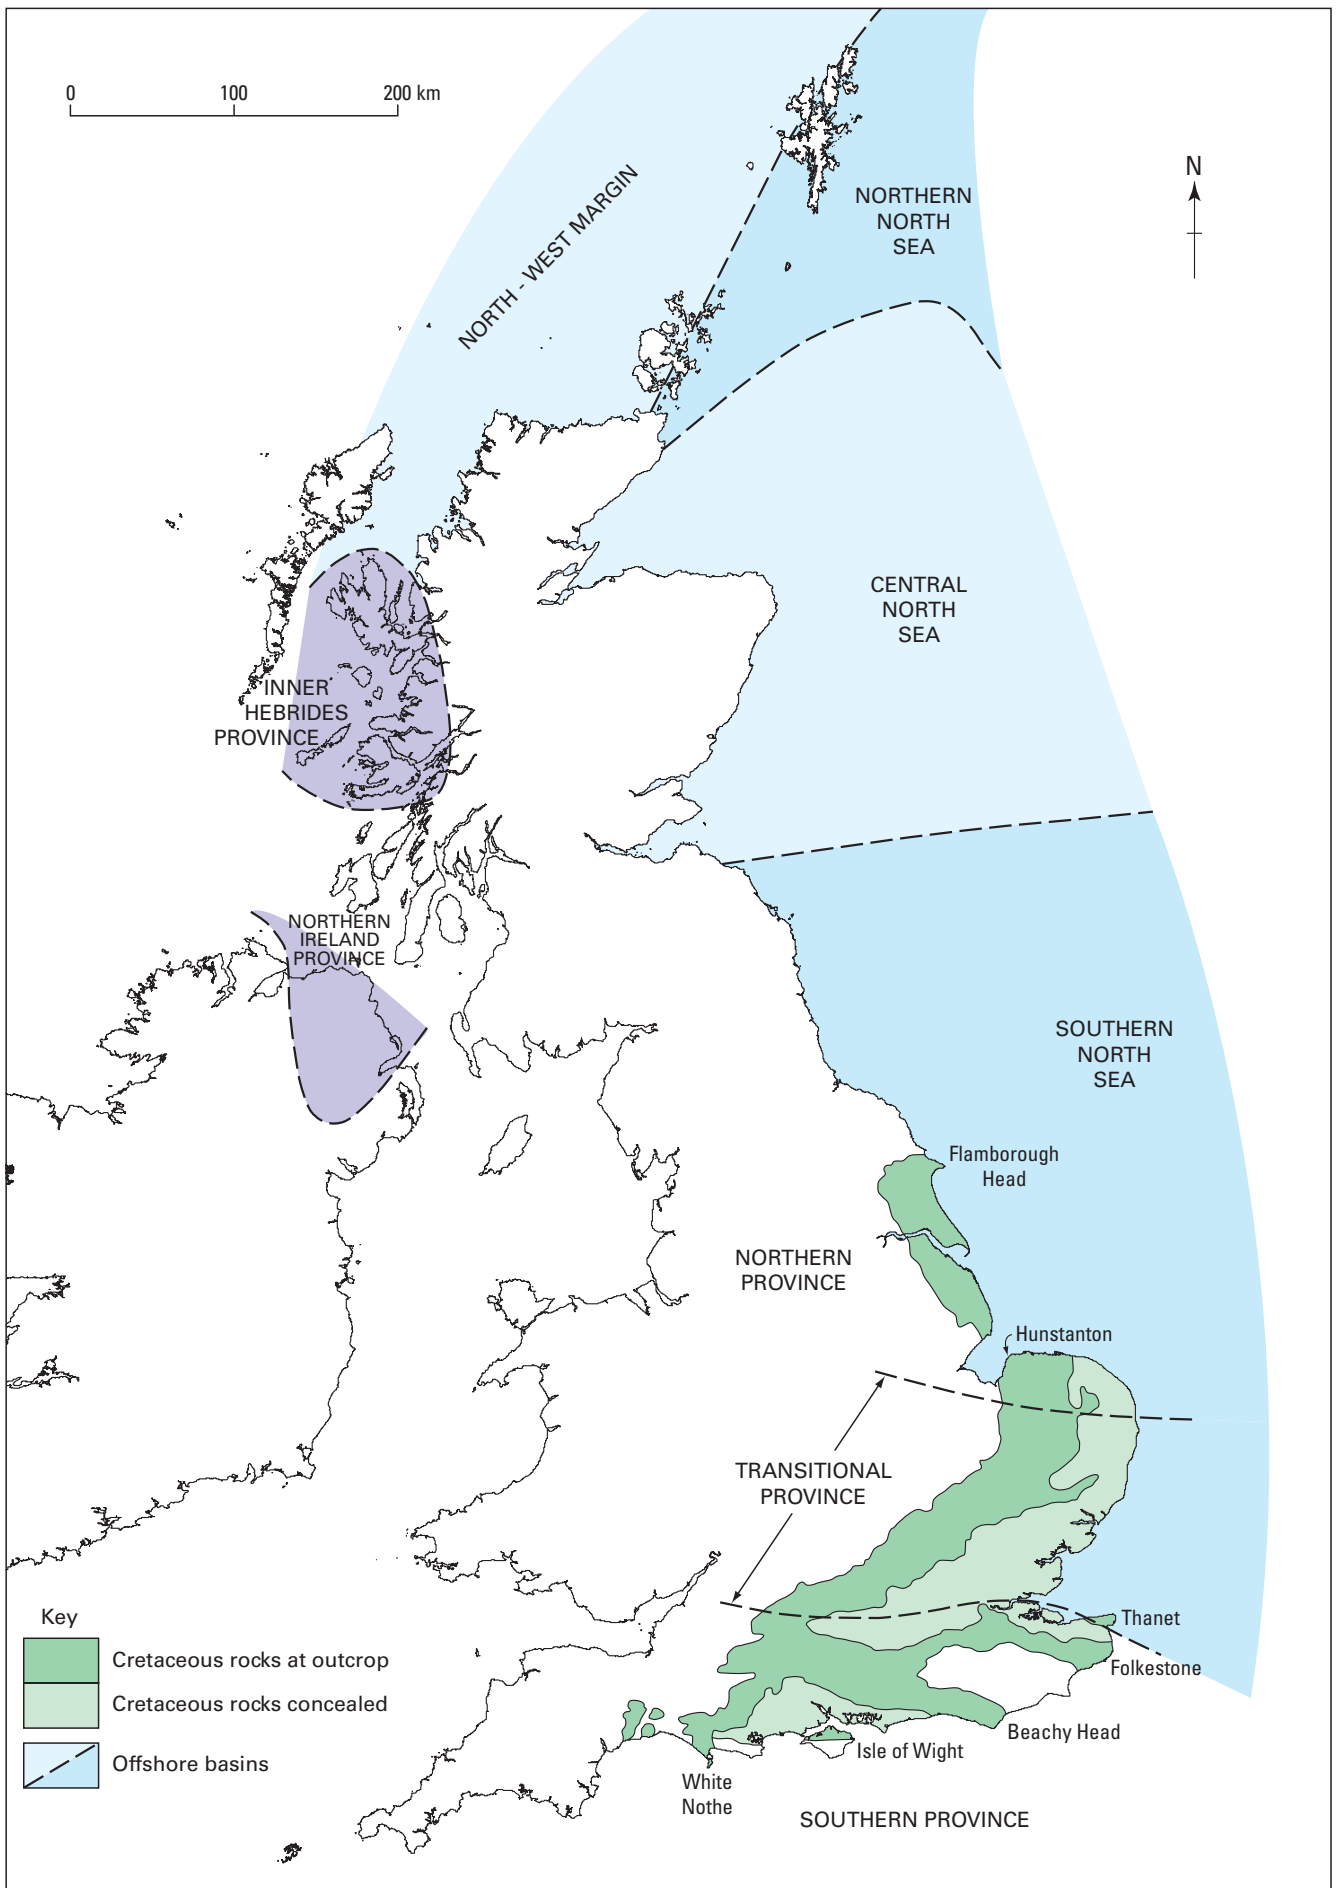 0 100 200 km
N
NORTH - WEST MARGIN
NORTHERN
NORTH
SEA
CENTRAL
NORTH
SEA
INNER
HEBRIDES
PROVINCE
NORTHERN
IRELAND
PROVINCE
SOUTHERN
NORTH
SEA
Flamborough
Head
NORTHERN
PROVINCE
Hunstanton
TRANSITIONAL
PROVINCE
Thanet
Folkestone
Beachy Head
Isle of Wight
White
Nothe
SOUTHERN PROVINCE
Key
Cretaceous rocks at outcrop
Cretaceous rocks concealed
Offshore basins